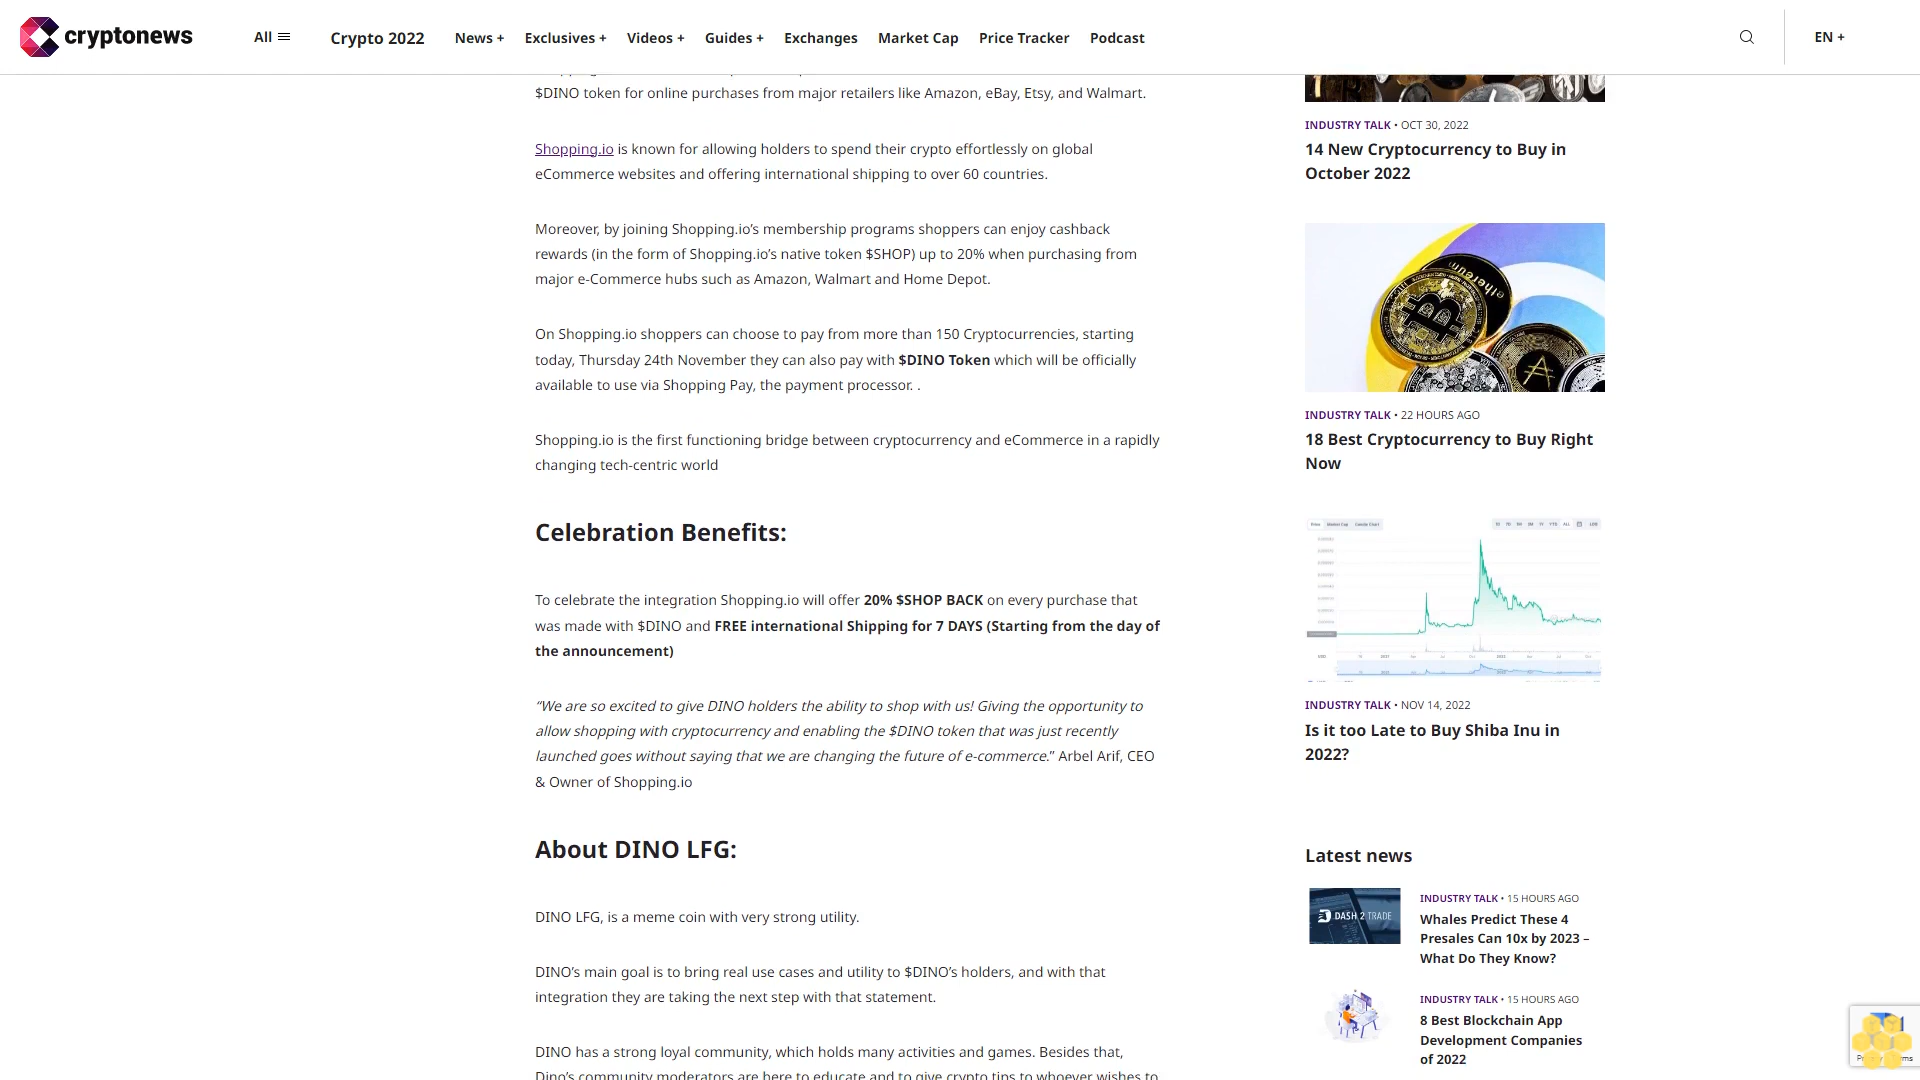 cryptonews
All
Crypto 2022
News +
Exclusives +
Videos +
Guides +
Exchanges
Market Cap
Price Tracker
Podcast
EN +
$DINO token for online purchases from major retailers like Amazon, eBay, Etsy, and Walmart.
Shopping.io is known for allowing holders to spend their crypto effortlessly on global
eCommerce websites and offering international shipping to over 60 countries.
Moreover, by joining Shopping.io’s membership programs shoppers can enjoy cashback
rewards (in the form of Shopping.io’s native token $SHOP) up to 20% when purchasing from
major e-Commerce hubs such as Amazon, Walmart and Home Depot.
On Shopping.io shoppers can choose to pay from more than 150 Cryptocurrencies, starting
today, Thursday 24th November they can also pay with $DINO Token which will be officially
available to use via Shopping Pay, the payment processor. .
Shopping.io is the first functioning bridge between cryptocurrency and eCommerce in a rapidly
changing tech-centric world
Celebration Benefits:
To celebrate the integration Shopping.io will offer 20% $SHOP BACK on every purchase that
was made with $DINO and FREE international Shipping for 7 DAYS (Starting from the day of
the announcement)
“We are so excited to give DINO holders the ability to shop with us! Giving the opportunity to
allow shopping with cryptocurrency and enabling the $DINO token that was just recently
launched goes without saying that we are changing the future of e-commerce.” Arbel Arif, CEO
& Owner of Shopping.io
About DINO LFG:
DINO LFG, is a meme coin with very strong utility.
DINO’s main goal is to bring real use cases and utility to $DINO’s holders, and with that
integration they are taking the next step with that statement.
DINO has a strong loyal community, which holds many activities and games. Besides that,
Dino’s community moderators are here to educate and to give crypto tips to whoever wishes to
INDUSTRY TALK • OCT 30, 2022
14 New Cryptocurrency to Buy in
October 2022
ethereum
INDUSTRY TALK • 22 HOURS AGO
18 Best Cryptocurrency to Buy Right
Now
INDUSTRY TALK • NOV 14, 2022
Is it too Late to Buy Shiba Inu in
2022?
Latest news
DASH 2 TRADE
INDUSTRY TALK • 15 HOURS AGO
Whales Predict These 4
Presales Can 10x by 2023 –
What Do They Know?
INDUSTRY TALK • 15 HOURS AGO
8 Best Blockchain App
Development Companies
of 2022